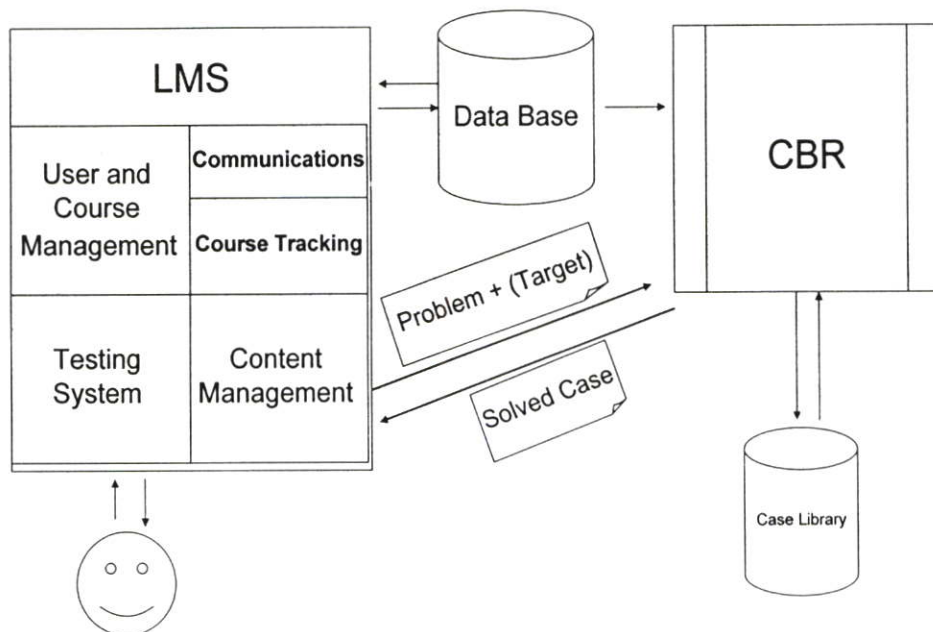 LMS
User and
Course
Management
Communications
Course Tracking
Testing
System
Content
Management
Data Base
CBR
Problem + (Target)
Solved Case
Case Library